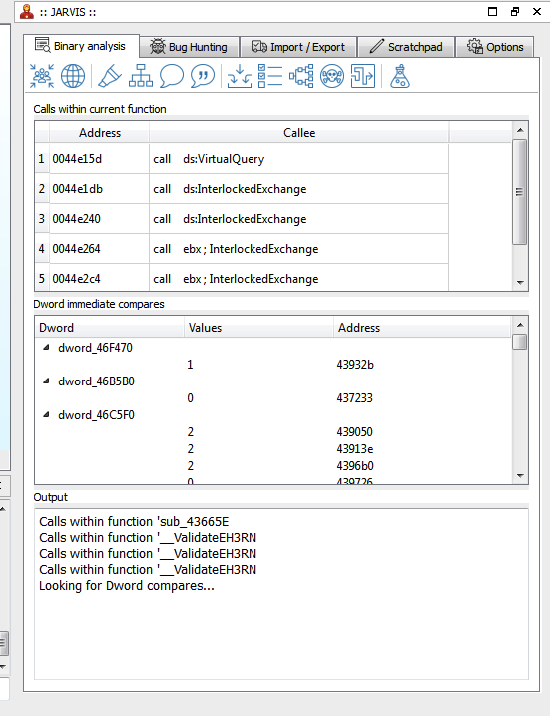 :: JARVIS ::
Binary analysis Bug Hunting Import / Export Scratchpad Options
Calls within current function
Address Callee
1 0044e15d call ds:VirtualQuery
2 0044e1db call ds:InterlockedExchange
3 0044e240 call ds:InterlockedExchange
4 0044e264 call ebx ; InterlockedExchange
5 0044e2c4 call ebx ; InterlockedExchange
Dword immediate compares
Dword Values Address
dword_46F470
1 43932b
dword_46B5B0
0 437233
dword_46C5F0
2 439050
2 43913e
2 4396b0
0 439726
Output
Calls within function 'sub_43665E
Calls within function '__ValidateEH3RN
Calls within function '__ValidateEH3RN
Calls within function '__ValidateEH3RN
Looking for Dword compares...